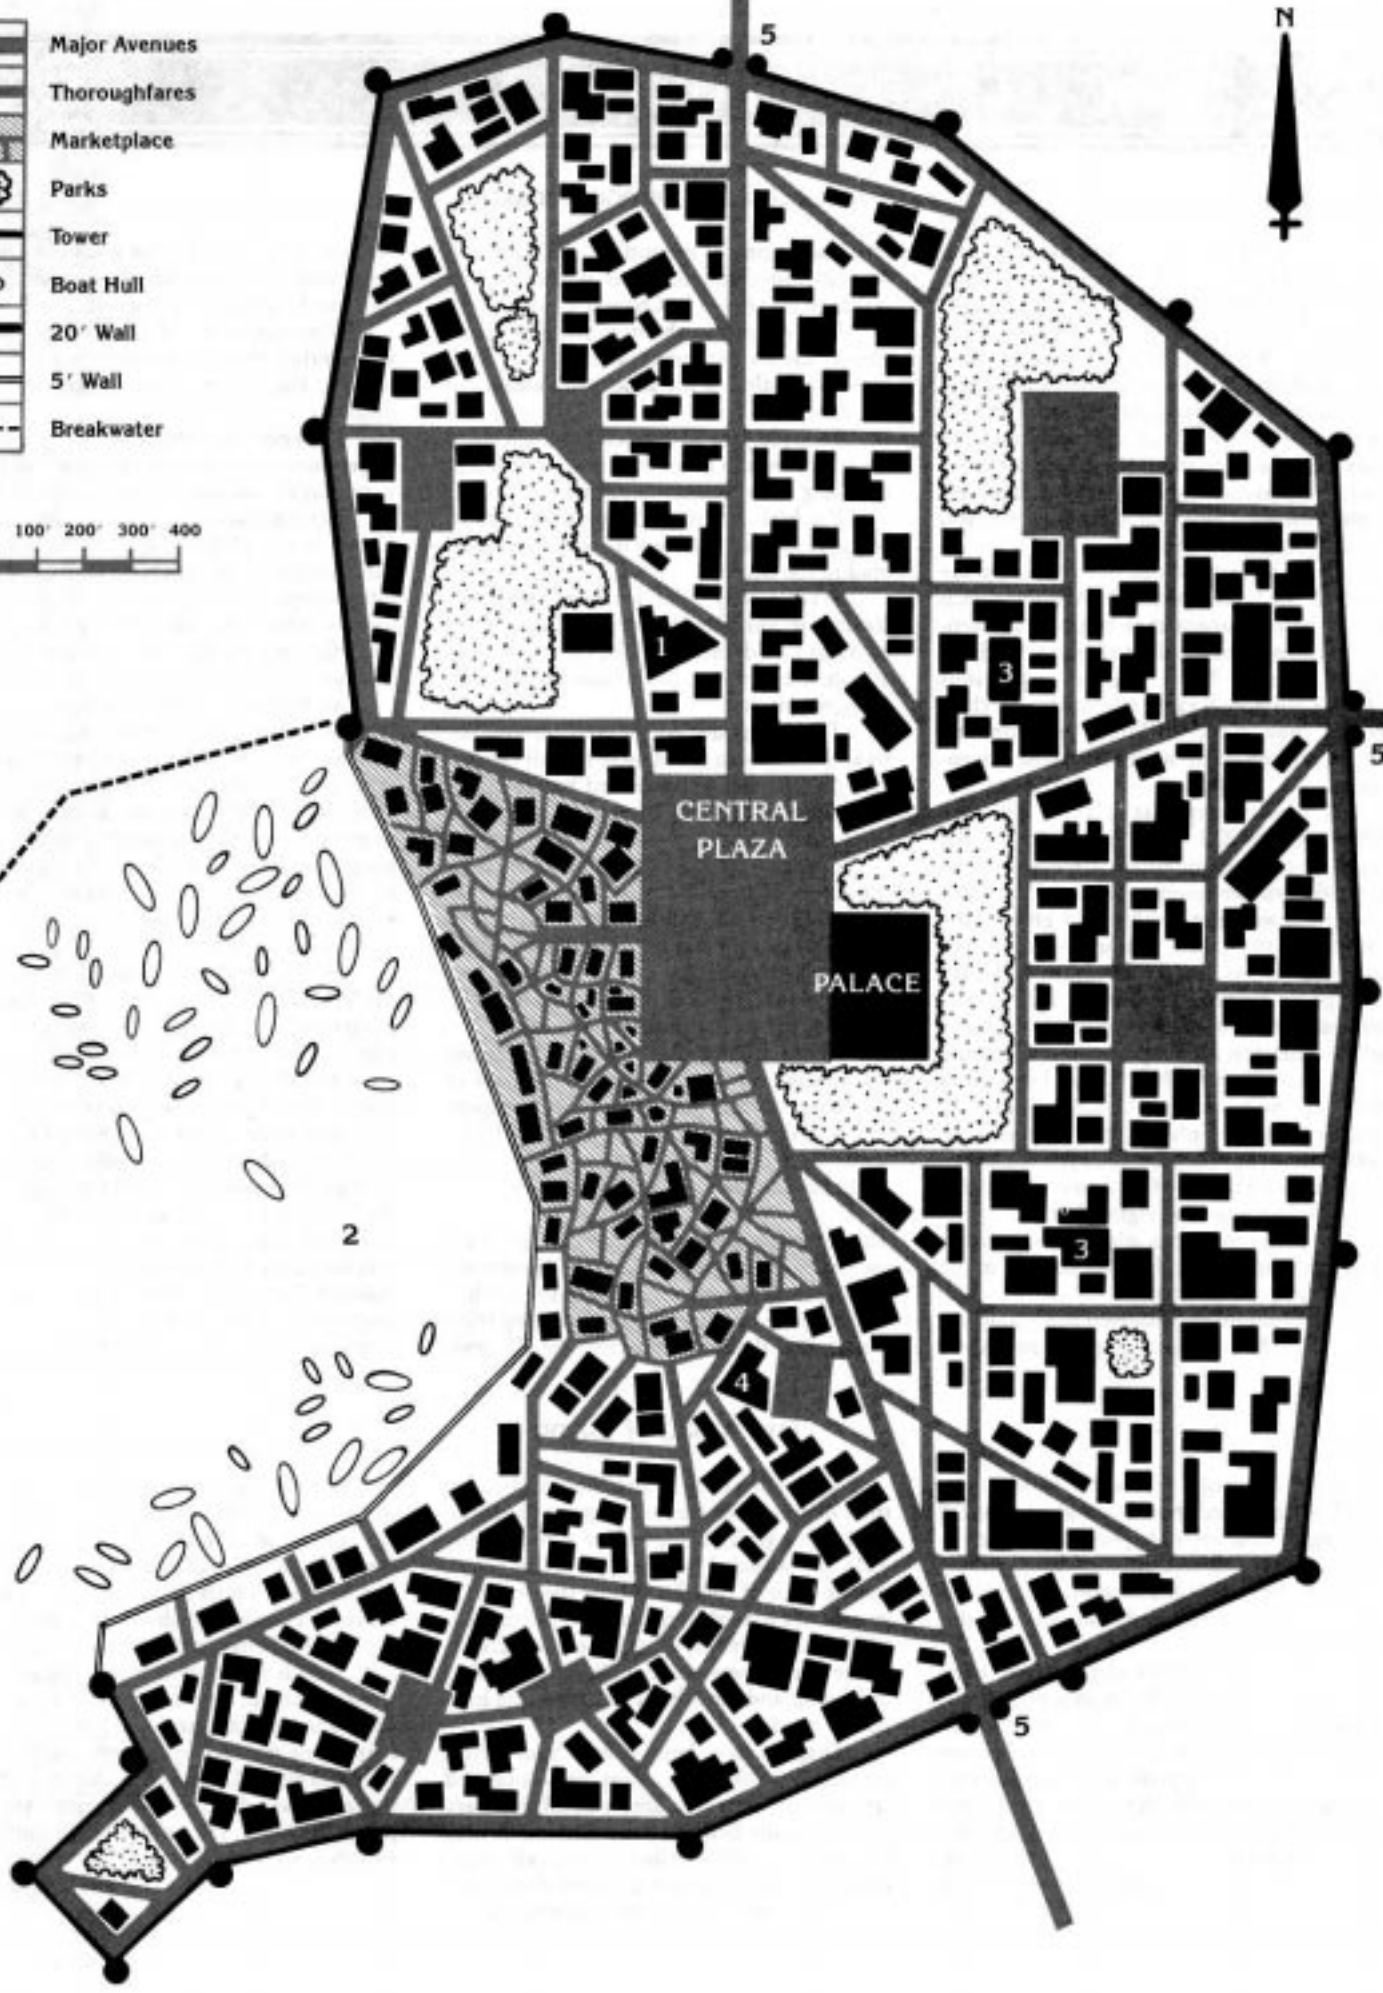 N
5
Major Avenues
Thoroughfares
Marketplace
Parks
Tower
Boat Hull
20' Wall
5' Wall
Breakwater
100' 200' 300' 400
1
3
5
CENTRAL
PLAZA
PALACE
2
3
4
5